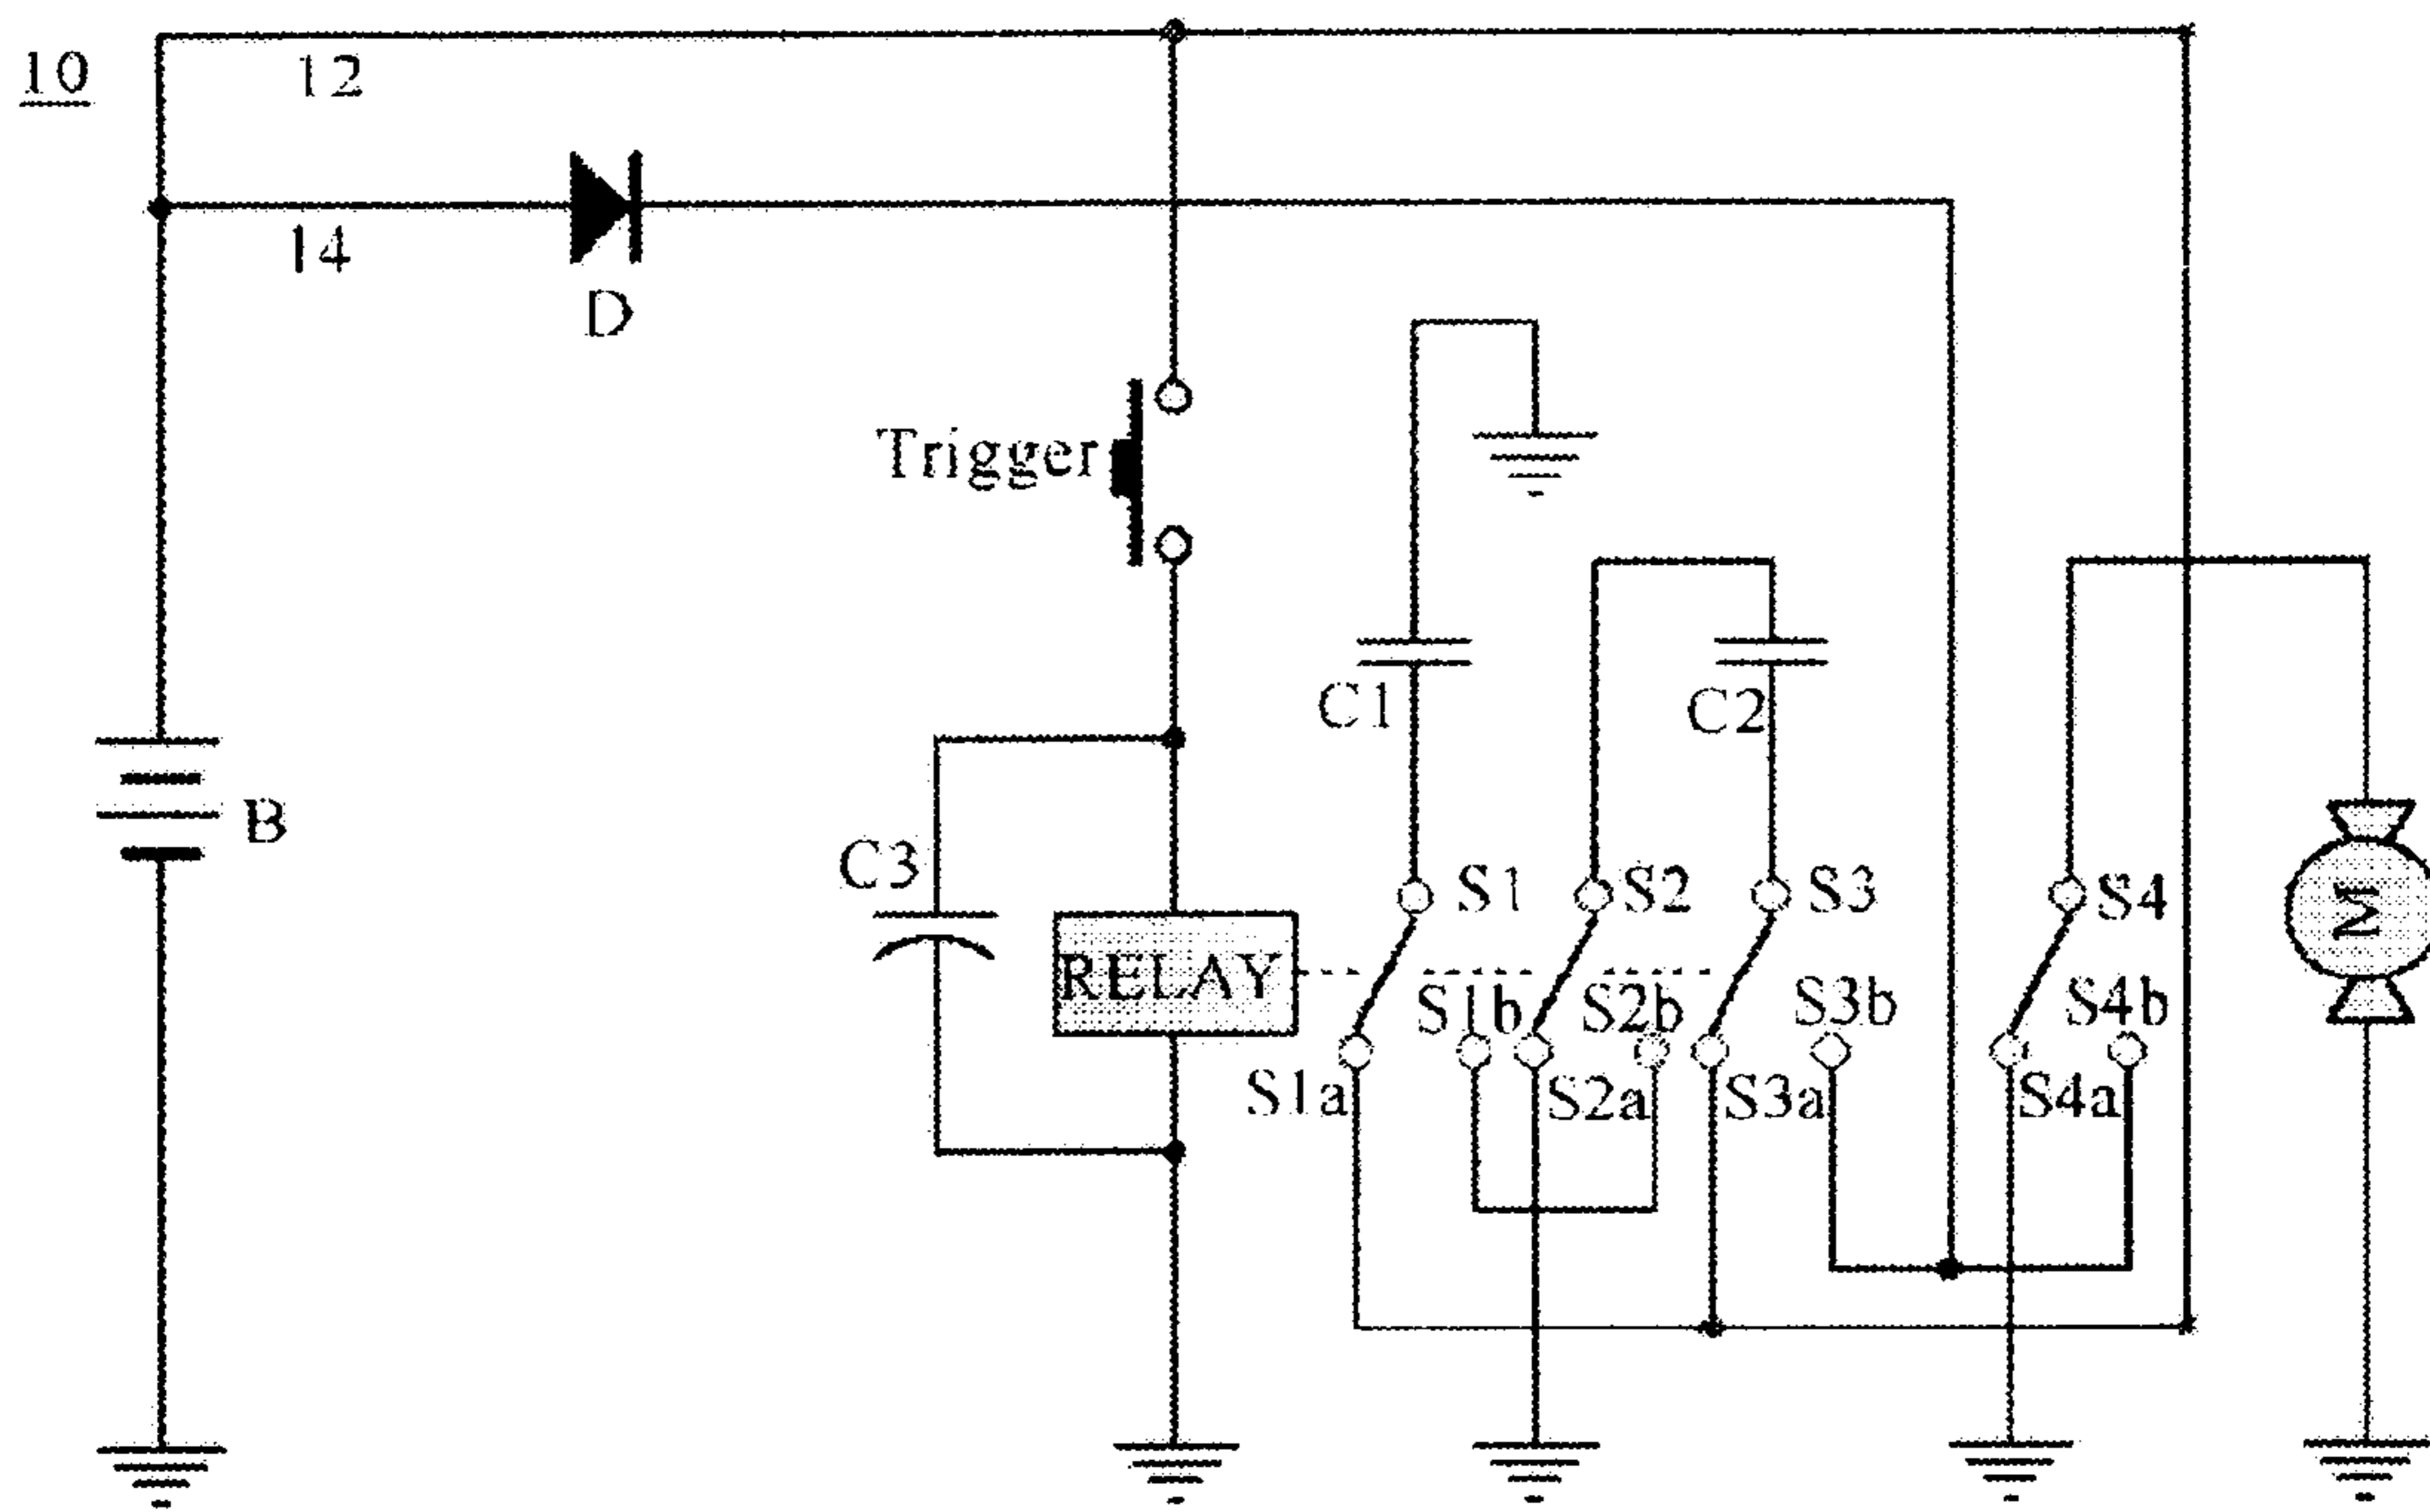 10
12
14
D
Trigger
C1
C2
B
C3
RELAY
S1
S2
S3
S4
M
S1b
S2b
S3b
S4b
S1a
S2a
S3a
S4a